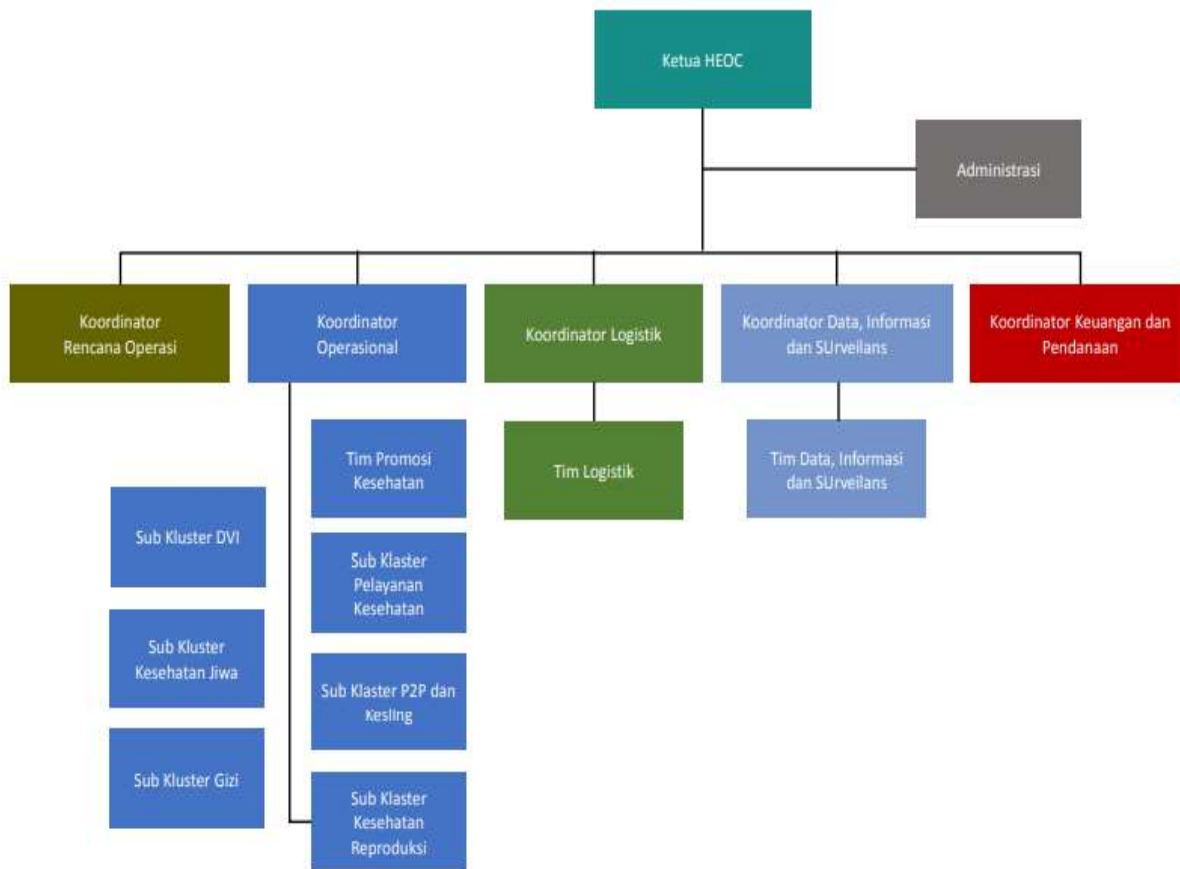 Ketua HEOC
Administrasi
Koordinator
Rencana Operasi
Koordinator
Operasional
Koordinator Logistik
Koordinator Data, Informasi
dan SUrveilans
Koordinator Keuangan dan
Pendanaan
Tim Promosi
Kesehatan
Tim Logistik
Tim Data, Informasi
dan SUrveilans
Sub Kluster DVI
Sub Klaster
Pelayanan
Kesehatan
Sub Kluster
Kesehatan Jiwa
Sub Klaster P2P dan
Kesling
Sub Kluster Gizi
Sub Klaster
Kesehatan
Reproduksi